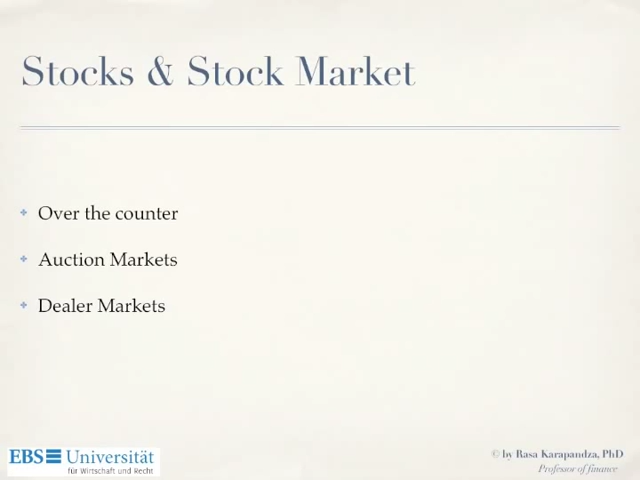 Stocks & Stock Market
Over the counter
Auction Markets
Dealer Markets
EBS Universität
für Wirtschaft und Recht
© by Rasa Karapandza, PhD
Professor of finance